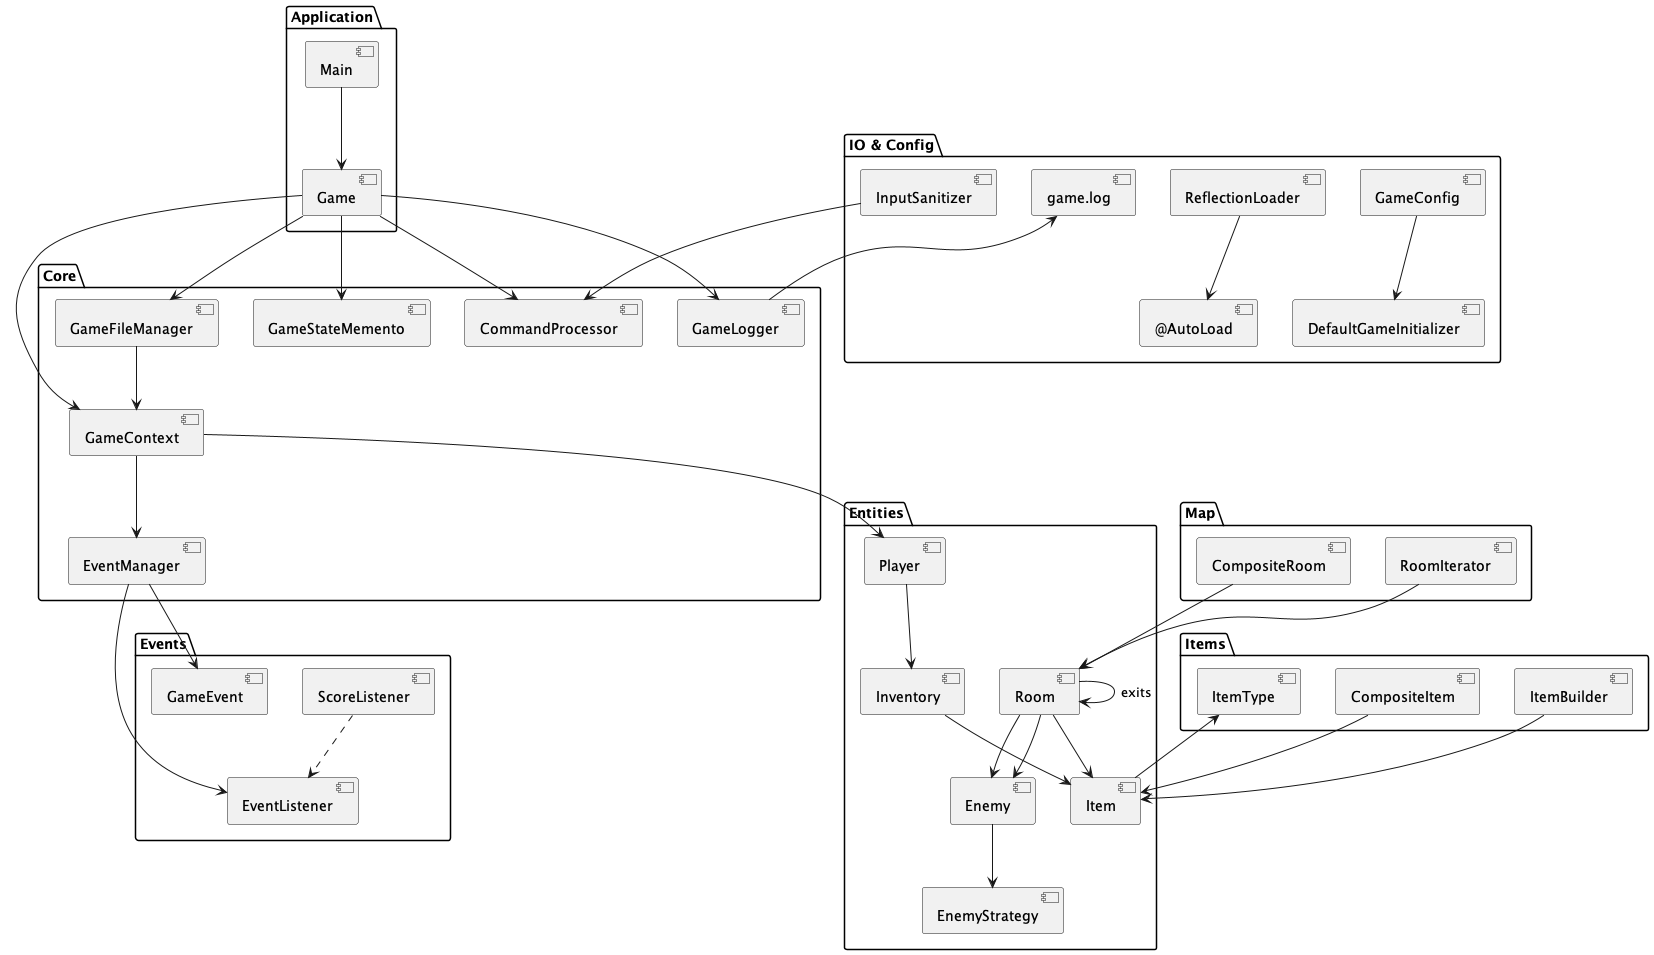 Application
Main
Game
IO & Config
InputSanitizer
game.log
ReflectionLoader
GameConfig
@AutoLoad
DefaultGameInitializer
Core
GameFileManager
GameStateMemento
CommandProcessor
GameLogger
GameContext
EventManager
Entities
Player
Inventory
Room
exits
Enemy
Item
EnemyStrategy
Map
CompositeRoom
RoomIterator
Items
ItemType
CompositeItem
ItemBuilder
Events
GameEvent
ScoreListener
EventListener